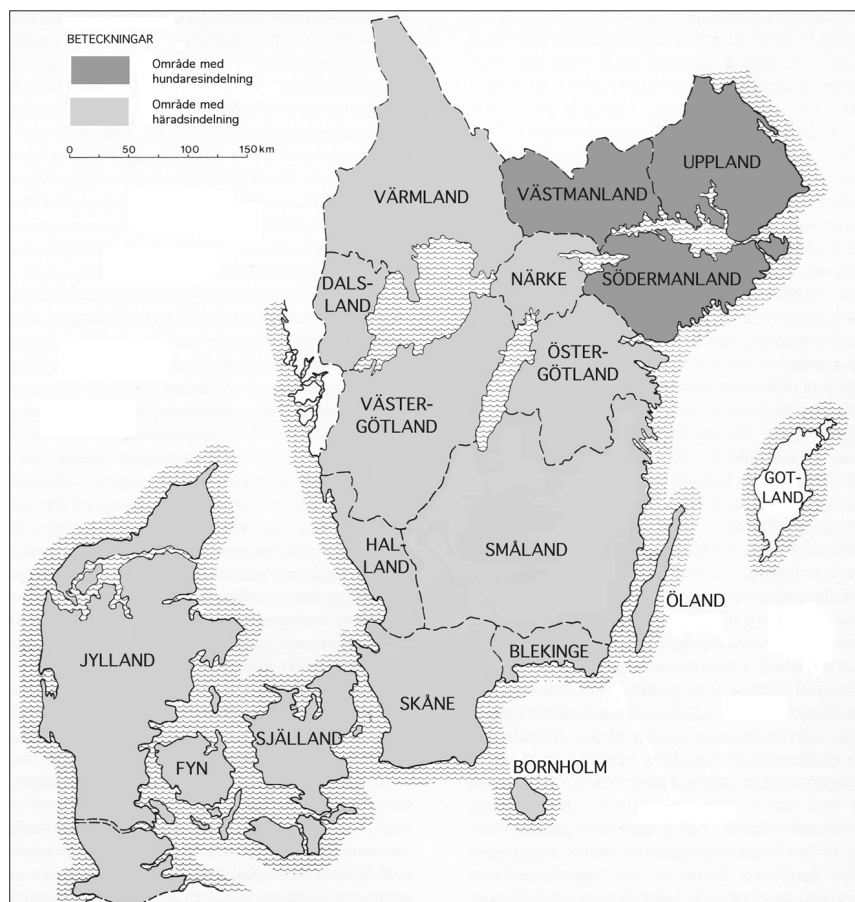 BETECKNINGAR
Område med
hundaresindelning
Område med
häradsindelning
0 50 100 150 km
VÄRMLAND
VÄSTMANLAND
UPPLAND
DALS-
LAND
NÄRKE
SÖDERMANLAND
ÖSTER-
GÖTLAND
VÄSTER-
GÖTLAND
GOT-
LAND
HAL-
LAND
SMÅLAND
ÖLAND
JYLLAND
BLEKINGE
SKÅNE
SJÄLLAND
FYN
BORNHOLM